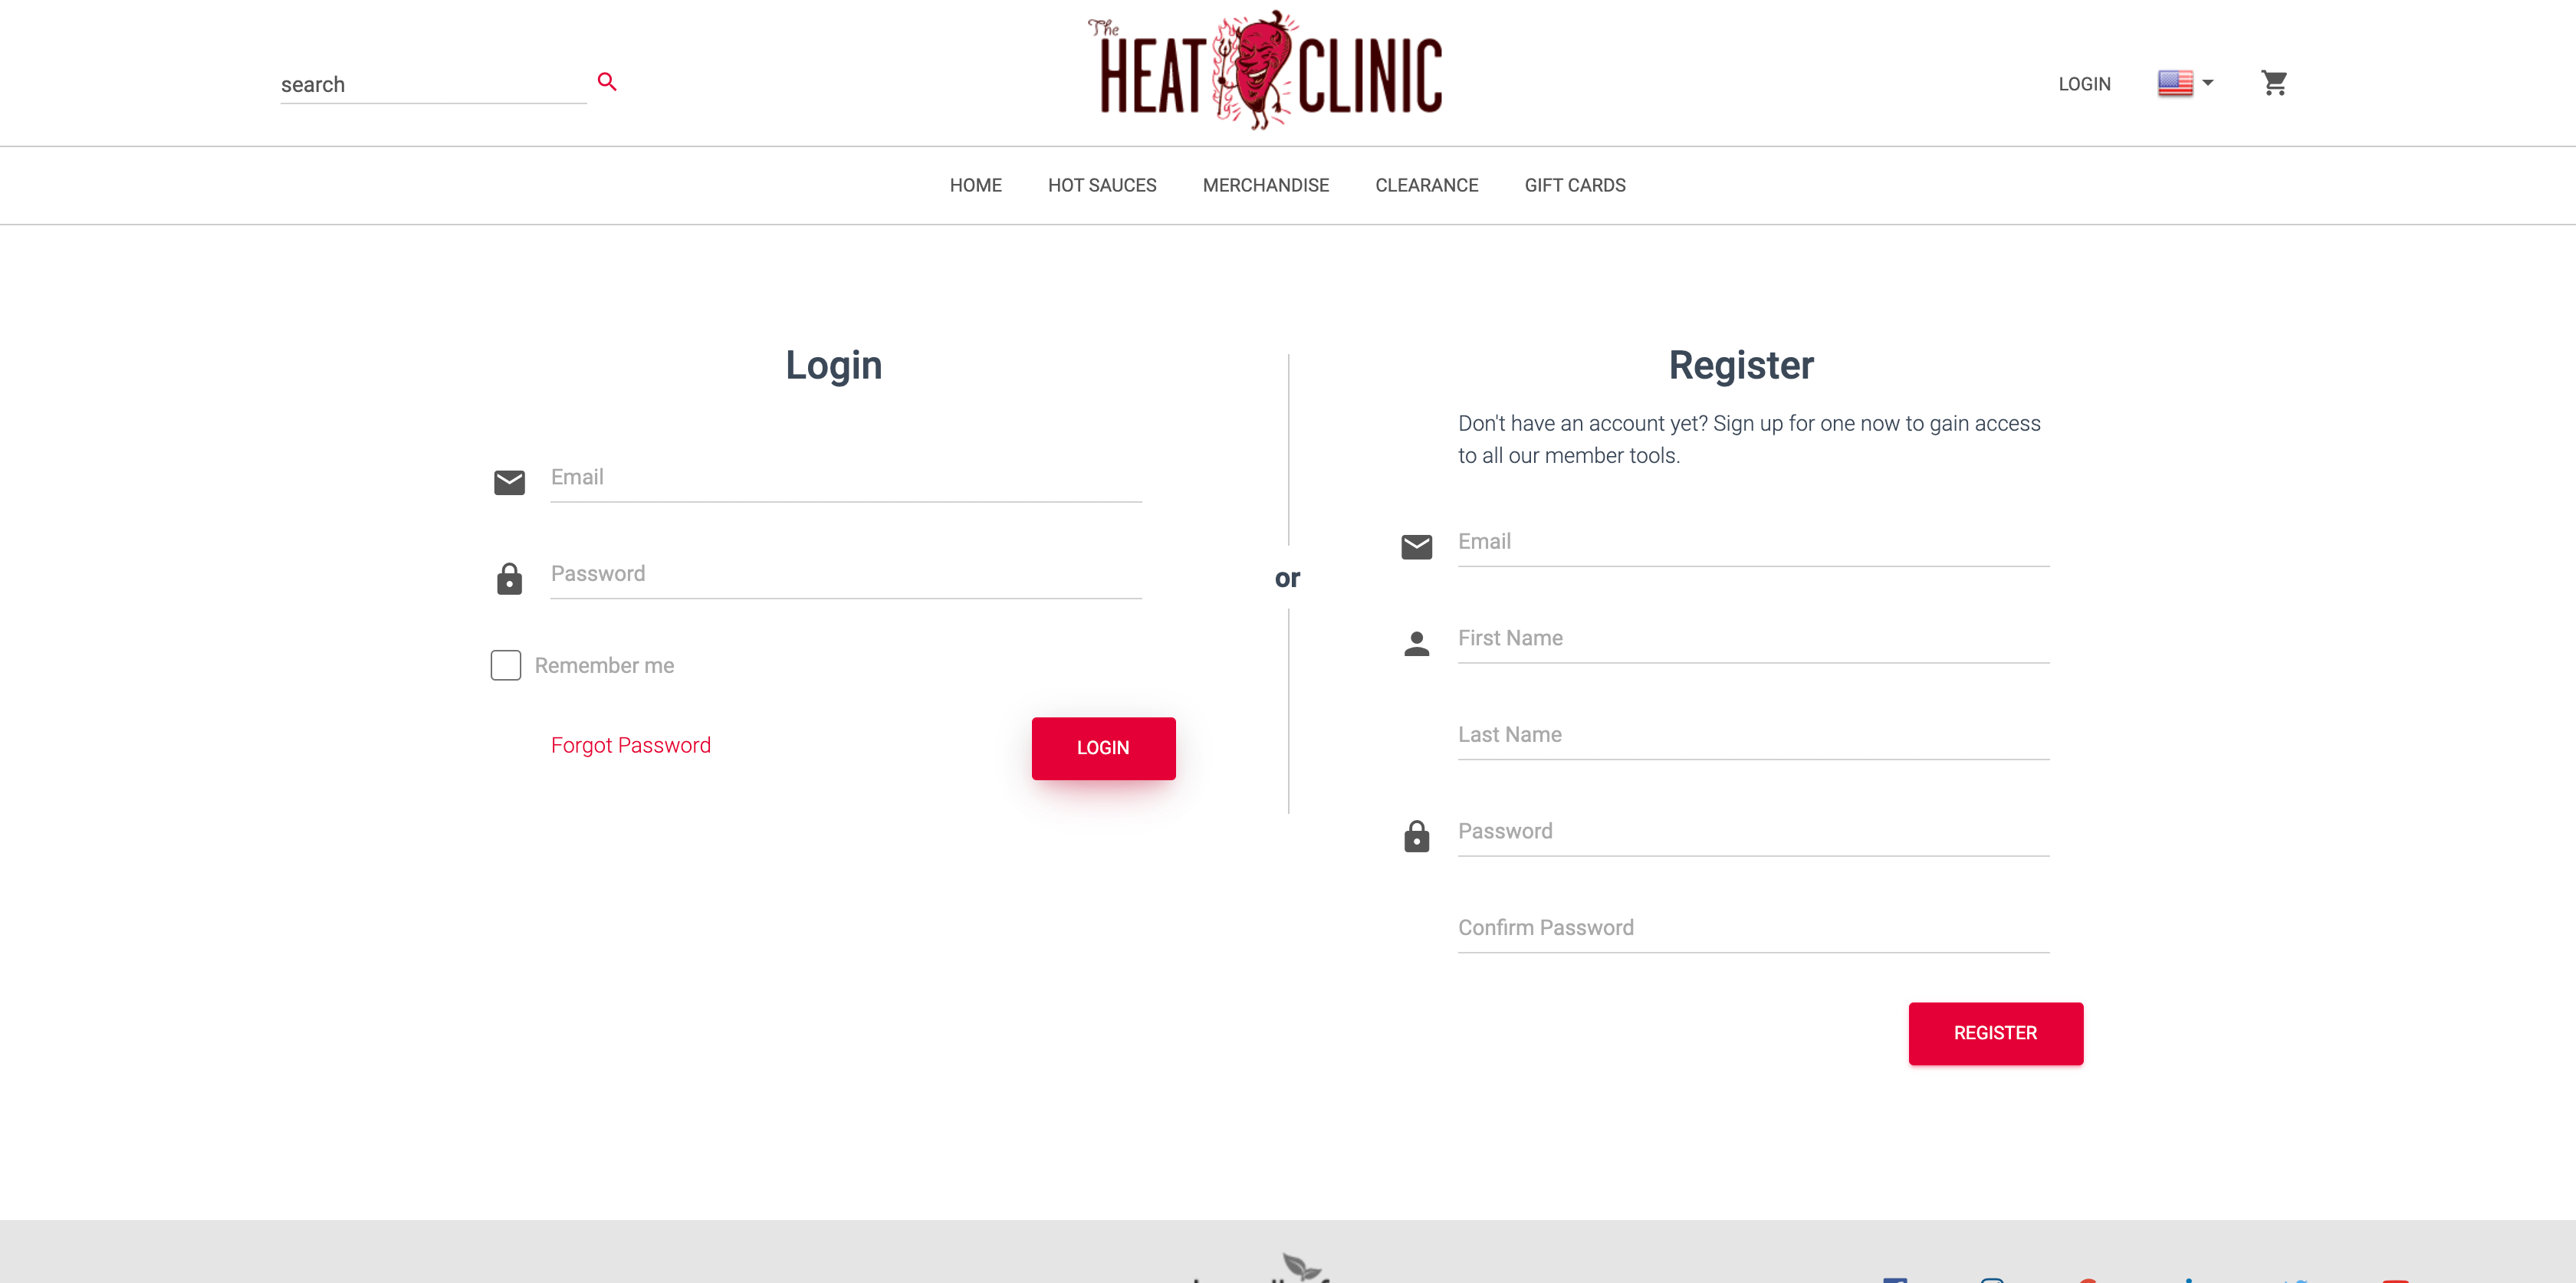 search
The
HEAT CLINIC
LOGIN
HOME HOT SAUCES MERCHANDISE CLEARANCE GIFT CARDS
Login
Email
Password
Remember me
Forgot Password
LOGIN
or
Register
Don't have an account yet? Sign up for one now to gain access
to all our member tools.
Email
First Name
Last Name
Password
Confirm Password
REGISTER